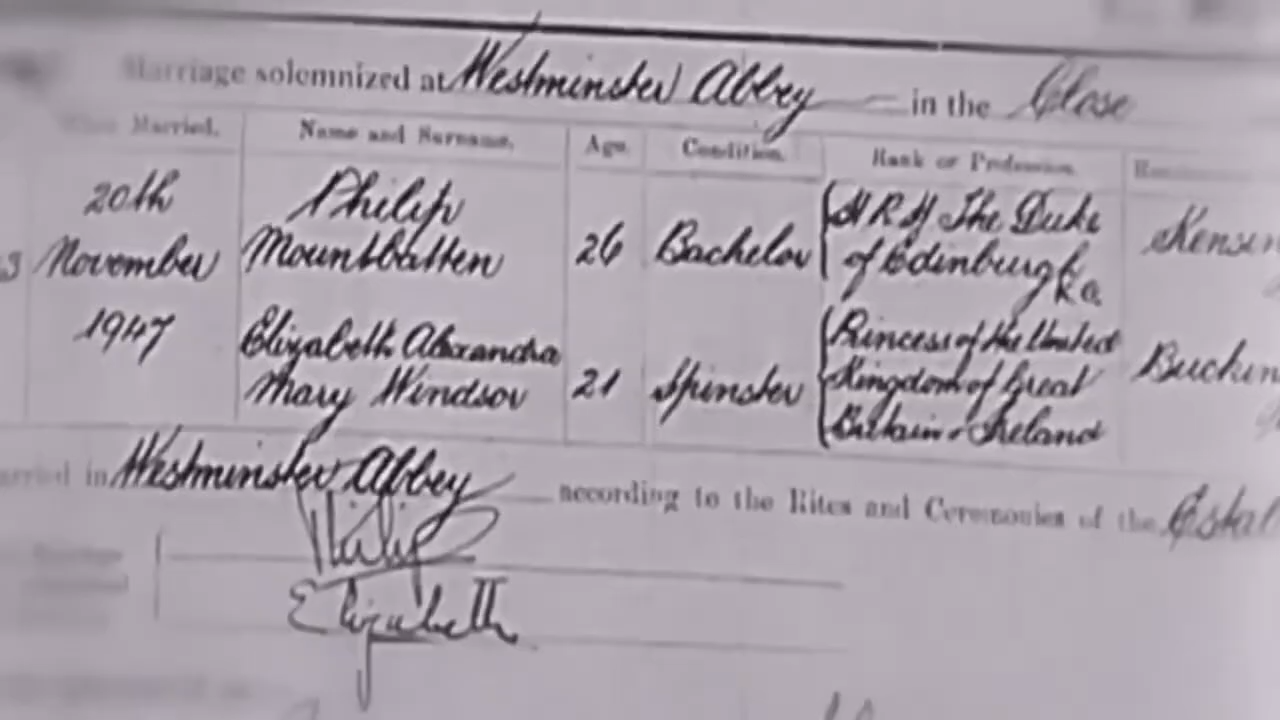 Marriage solemnized at Westminster Abbey in the Close
Married. Name and Surname. Age. Condition. Rank or Profession.
20th November 1947 Philip Mountbatten 26 Bachelor H R H The Duke of Edinburgh K.G.
Elizabeth Alexandra Mary Windsor 21 Spinster Princess of the United Kingdom of Great Britain & Ireland
Married in Westminster Abbey according to the Rites and Ceremonies of the
Philip
Elizabeth